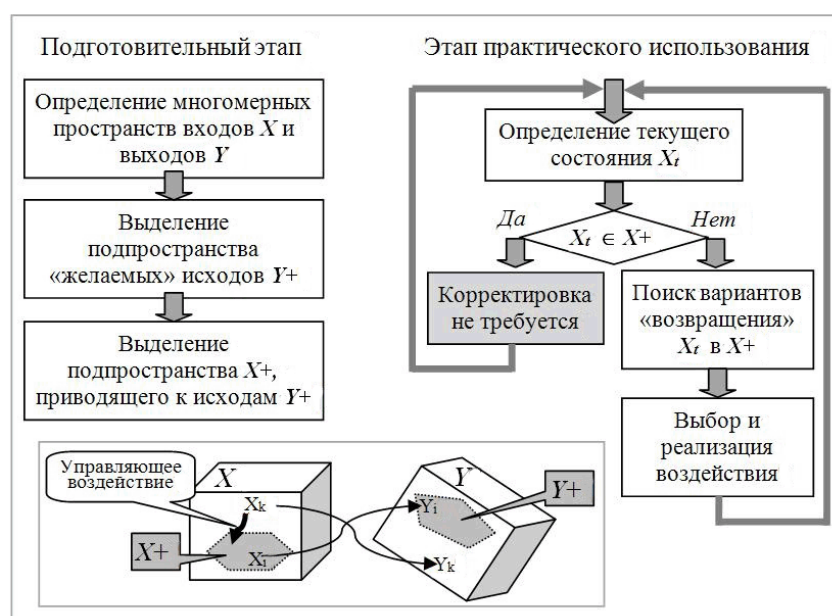 Подготовительный этап
Определение многомерных
пространств входов X и
выходов Y
Выделение
подпространства
«желаемых» исходов Y+
Выделение
подпространства X+,
приводящего к исходам Y+
Этап практического использования
Определение текущего
состояния Xt
Да
Нет
Xt ∈ X+
Корректировка
не требуется
Поиск вариантов
«возвращения»
Xt в X+
Выбор и
реализация
воздействия
Управляющее
воздействие
X
Xk
X+
Xi
Y
Yi
Y+
Yk